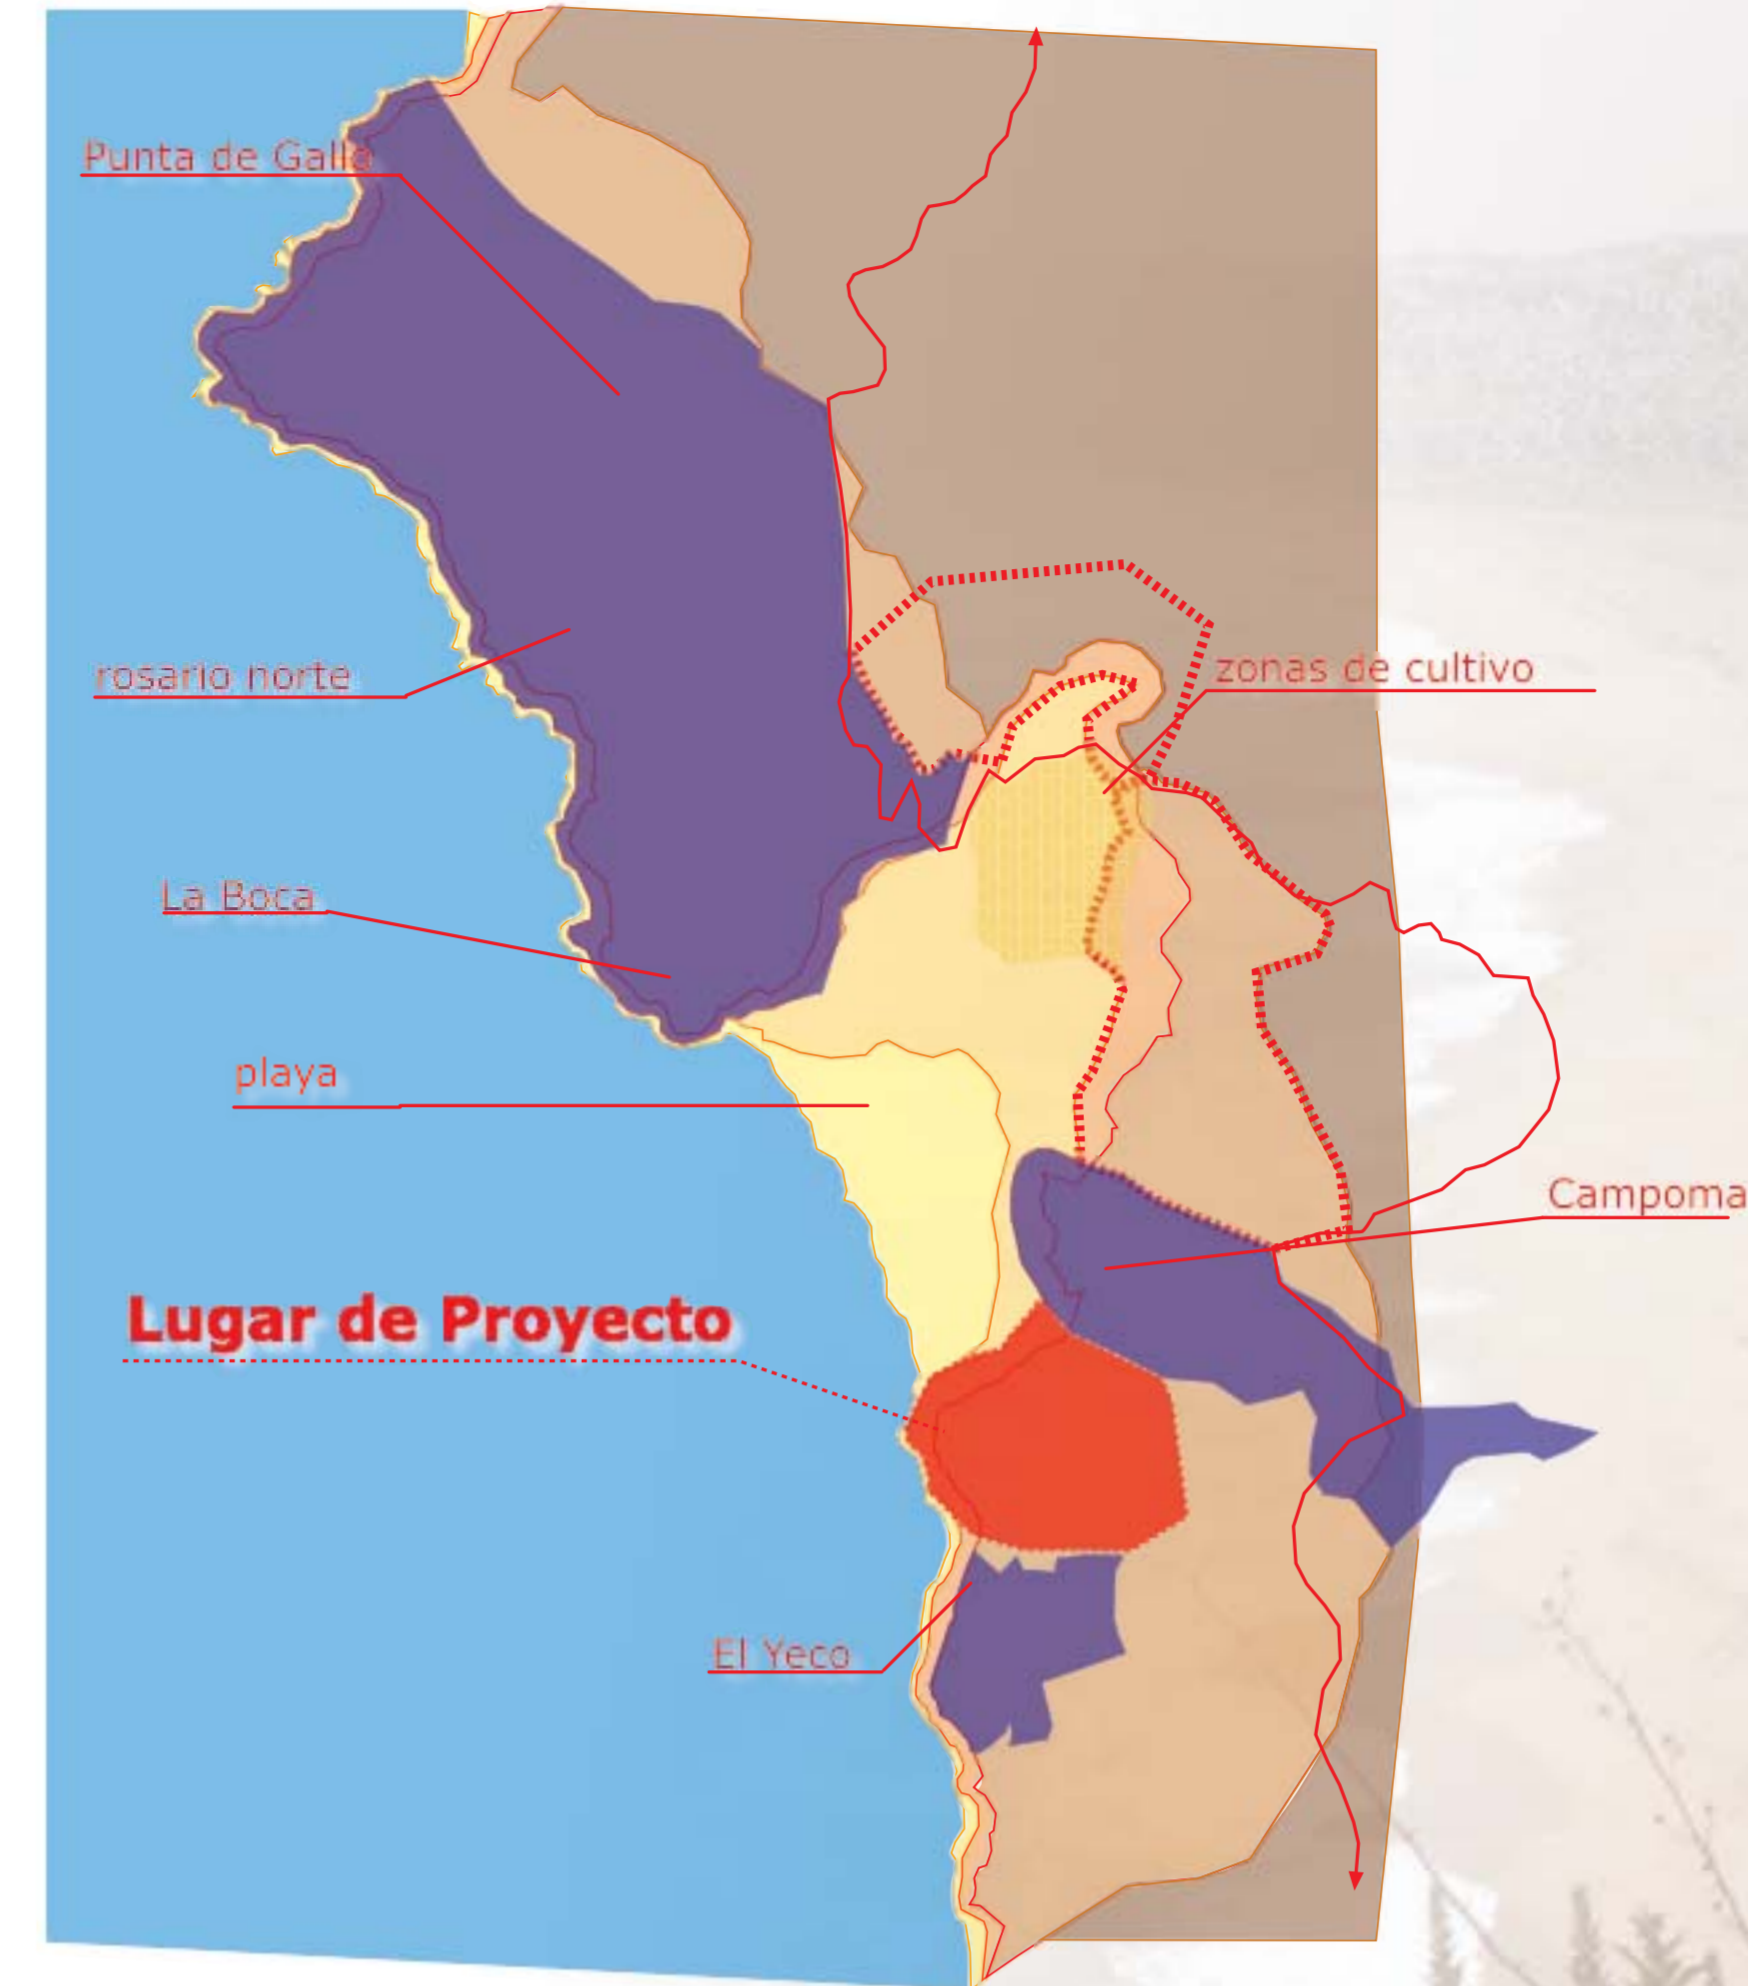 Punta de Gallo
rosario norte
zonas de cultivo
La Boca
playa
Campoma
Lugar de Proyecto
El Yeco